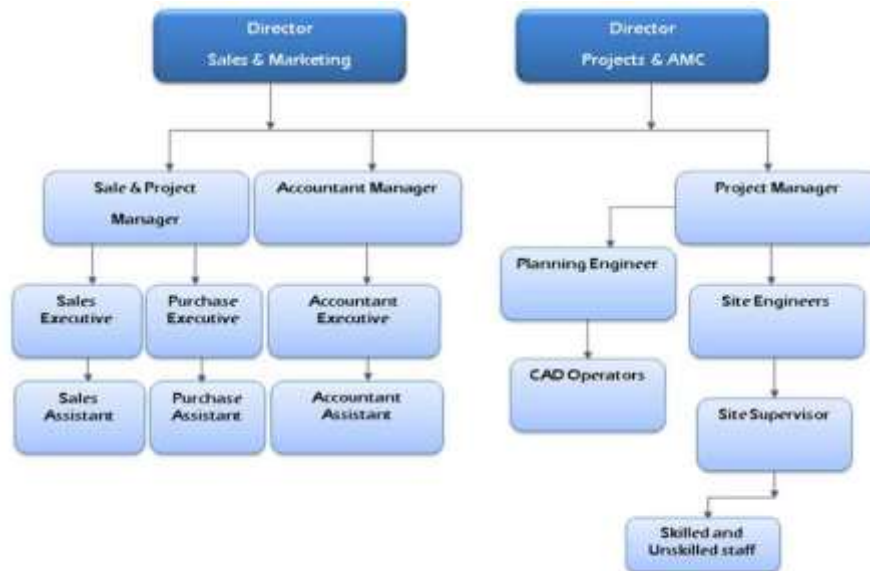 Director
Sales & Marketing
Director
Projects & AMC
Sale & Project
Manager
Accountant Manager
Project Manager
Planning Engineer
Sales
Executive
Purchase
Executive
Accountant
Executive
Site Engineers
CAD Operators
Sales
Assistant
Purchase
Assistant
Accountant
Assistant
Site Supervisor
Skilled and
Unskilled staff